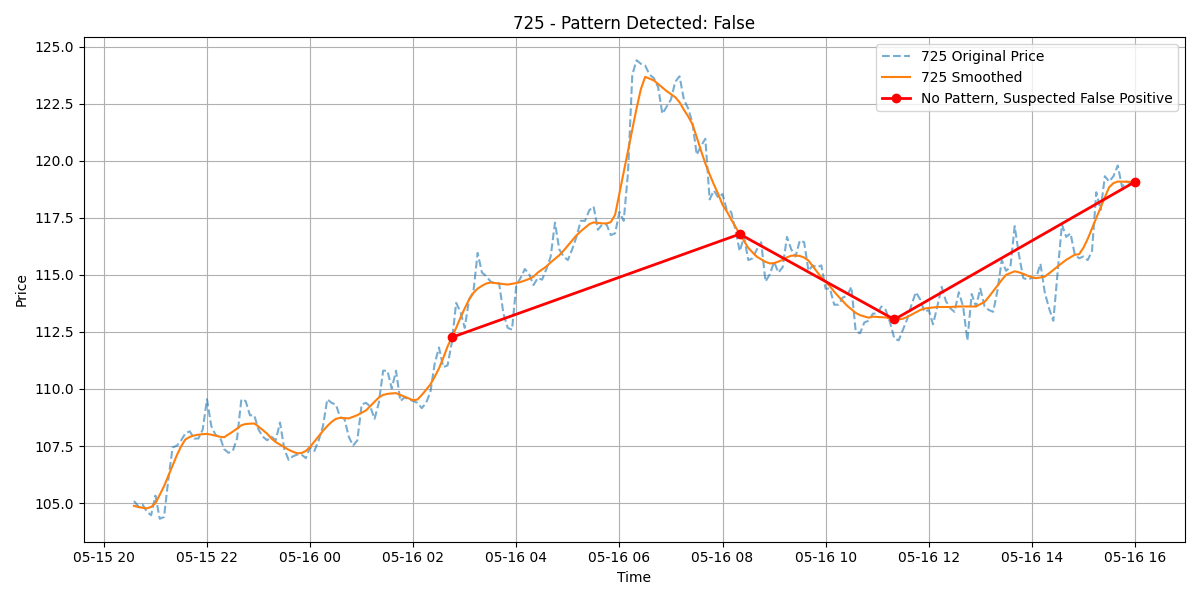 725 - Pattern Detected: False
725 Original Price
725 Smoothed
No Pattern, Suspected False Positive
Price
125.0
122.5
120.0
117.5
115.0
112.5
110.0
107.5
105.0
05-15 20 05-15 22 05-16 00 05-16 02 05-16 04 05-16 06 05-16 08 05-16 10 05-16 12 05-16 14 05-16 16
Time